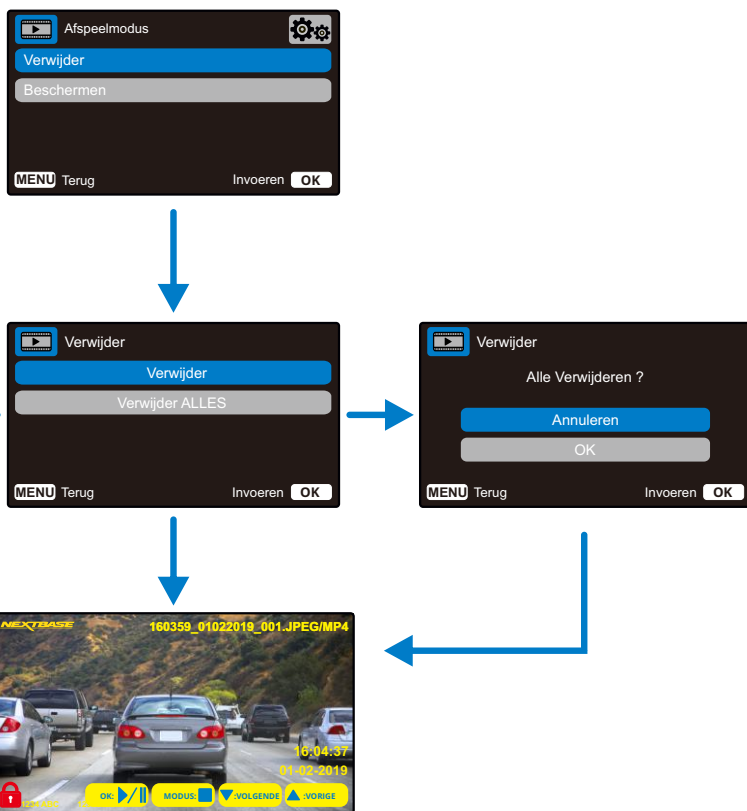 Afspeelmodus
Verwijder
Beschermen
MENU Terug Invoeren OK
Verwijder
Verwijder
Verwijder ALLES
MENU Terug Invoeren OK
Verwijder
Alle Verwijderen ?
Annuleren
OK
MENU Terug Invoeren OK
NEXTBASE 160359_01022019_001.JPEG/MP4
16:04:37
01-02-2019
OK: MODUS: :VOLGENDE :VORIGE